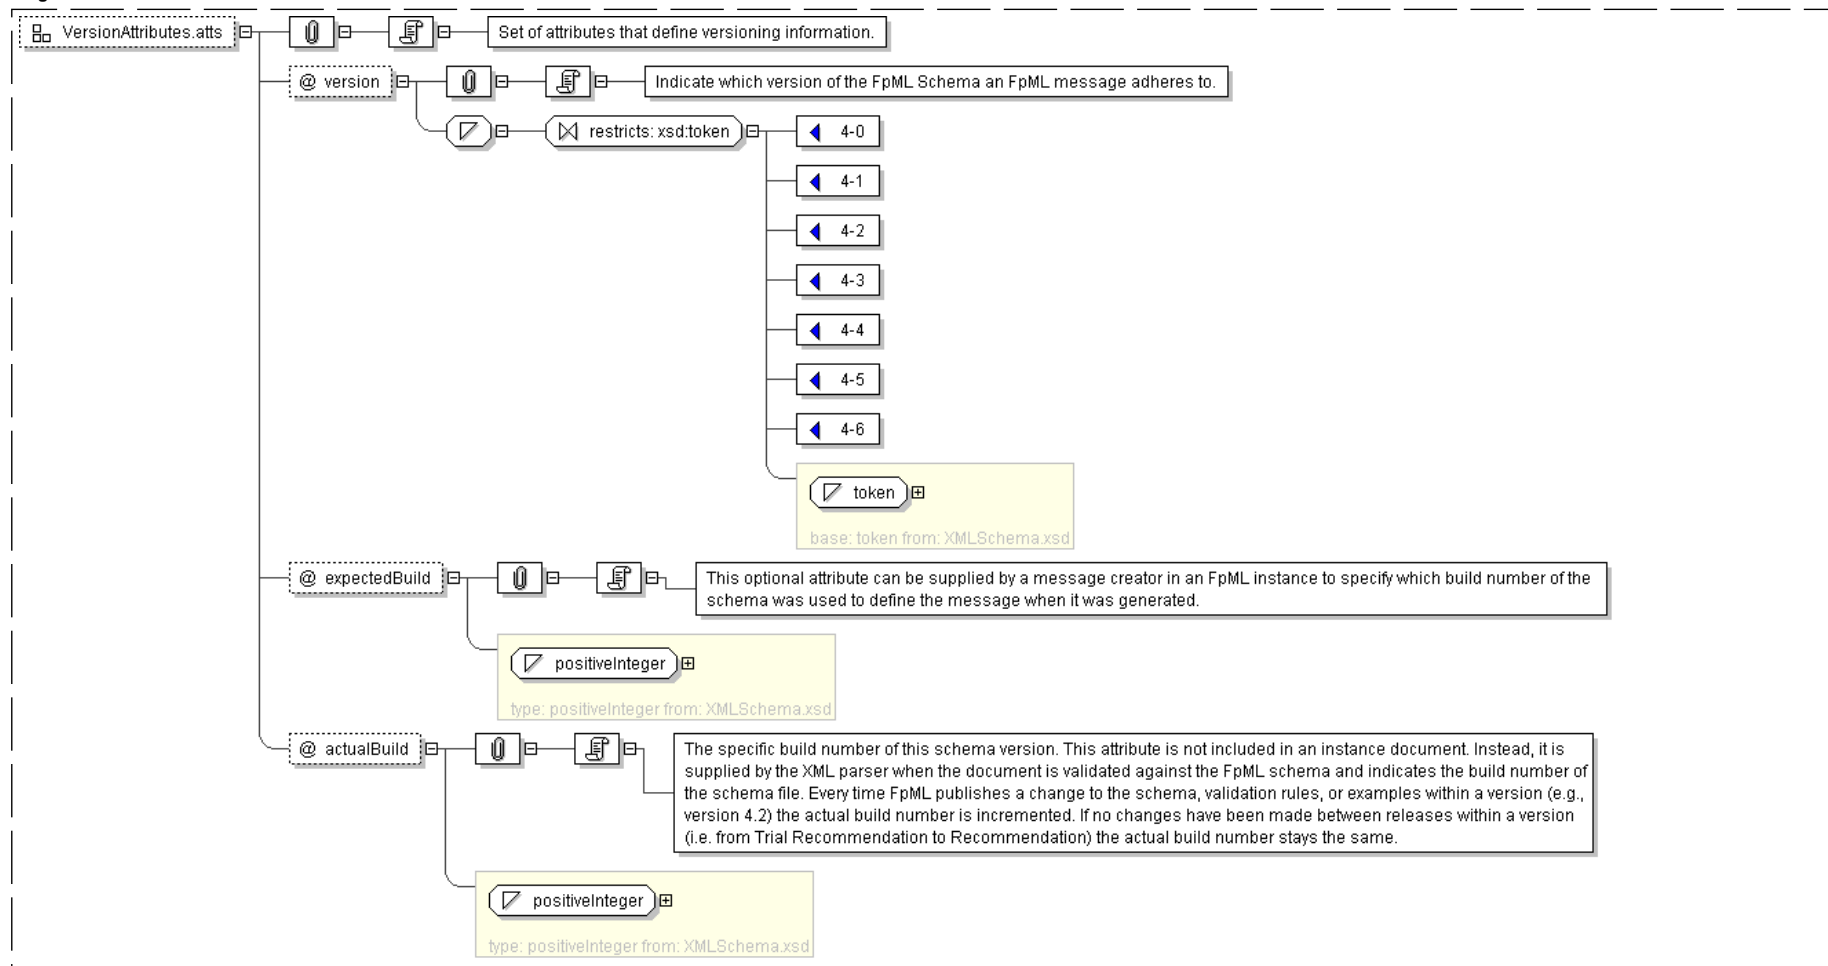 VersionAttributes.atts
Set of attributes that define versioning information.
@ version
Indicate which version of the FpML Schema an FpML message adheres to.
restricts: xsd:token
4-0
4-1
4-2
4-3
4-4
4-5
4-6
token
base: token from: XMLSchema.xsd
@ expectedBuild
This optional attribute can be supplied by a message creator in an FpML instance to specify which build number of the
schema was used to define the message when it was generated.
positiveInteger
type: positiveInteger from: XMLSchema.xsd
@ actualBuild
The specific build number of this schema version. This attribute is not included in an instance document. Instead, it is
supplied by the XML parser when the document is validated against the FpML schema and indicates the build number of
the schema file. Every time FpML publishes a change to the schema, validation rules, or examples within a version (e.g.,
version 4.2) the actual build number is incremented. If no changes have been made between releases within a version
(i.e. from Trial Recommendation to Recommendation) the actual build number stays the same.
positiveInteger
type: positiveInteger from: XMLSchema.xsd